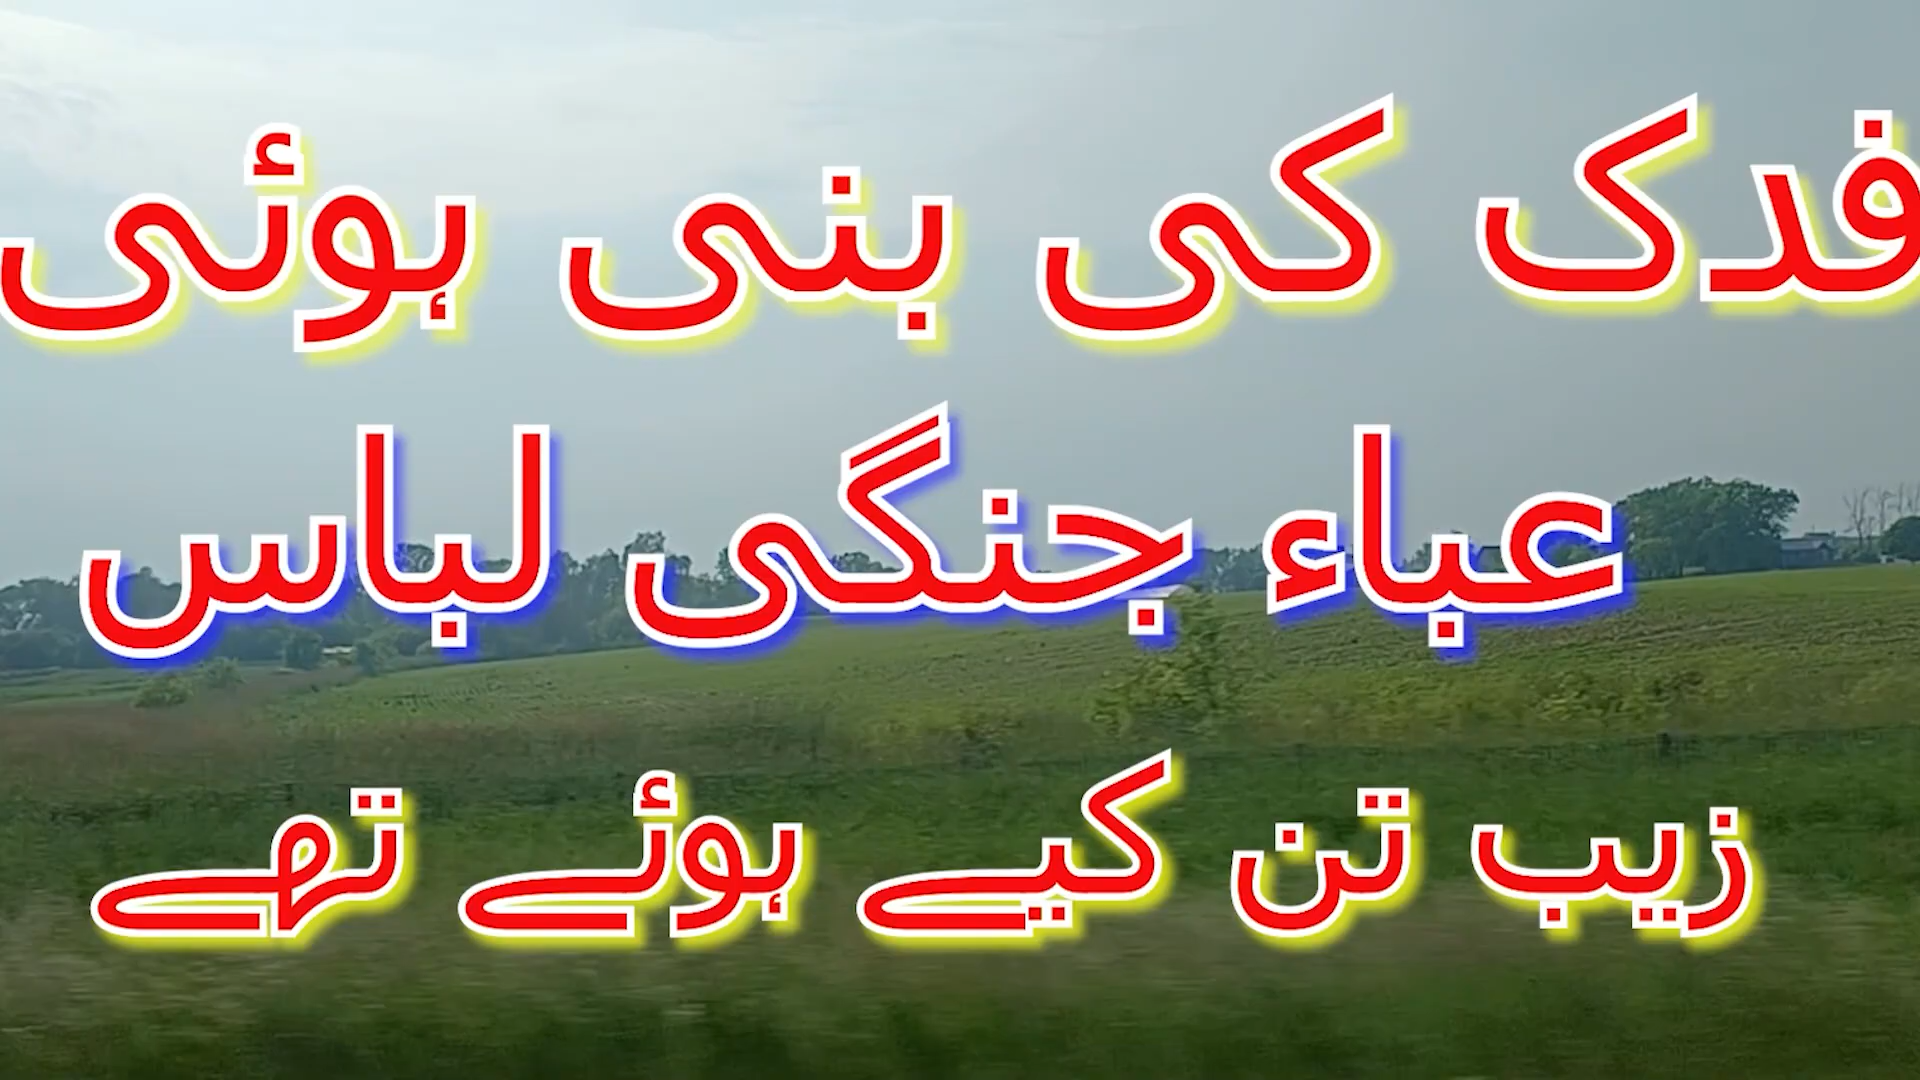 فدک کی بنی ہوئی
عباء جنگی لباس
زیب تن کیے ہوئے تھے